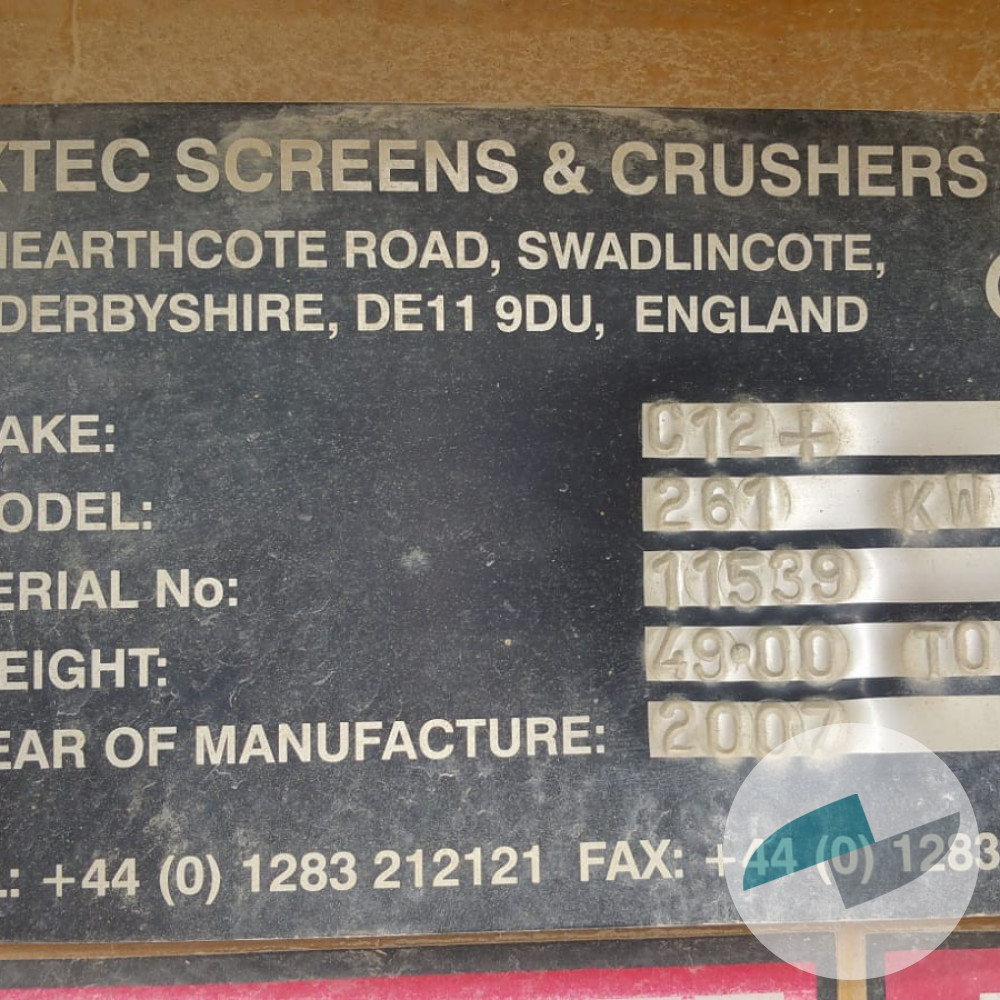 XTEC SCREENS & CRUSHERS
HEARTHCOTE ROAD, SWADLINCOTE,
DERBYSHIRE, DE11 9DU, ENGLAND
AKE: C12+
ODEL: 261 KW
ERIAL No: 11539
EIGHT: 49.00 TO
EAR OF MANUFACTURE: 2007
L: +44 (0) 1283 212121 FAX: +44 (0) 1283